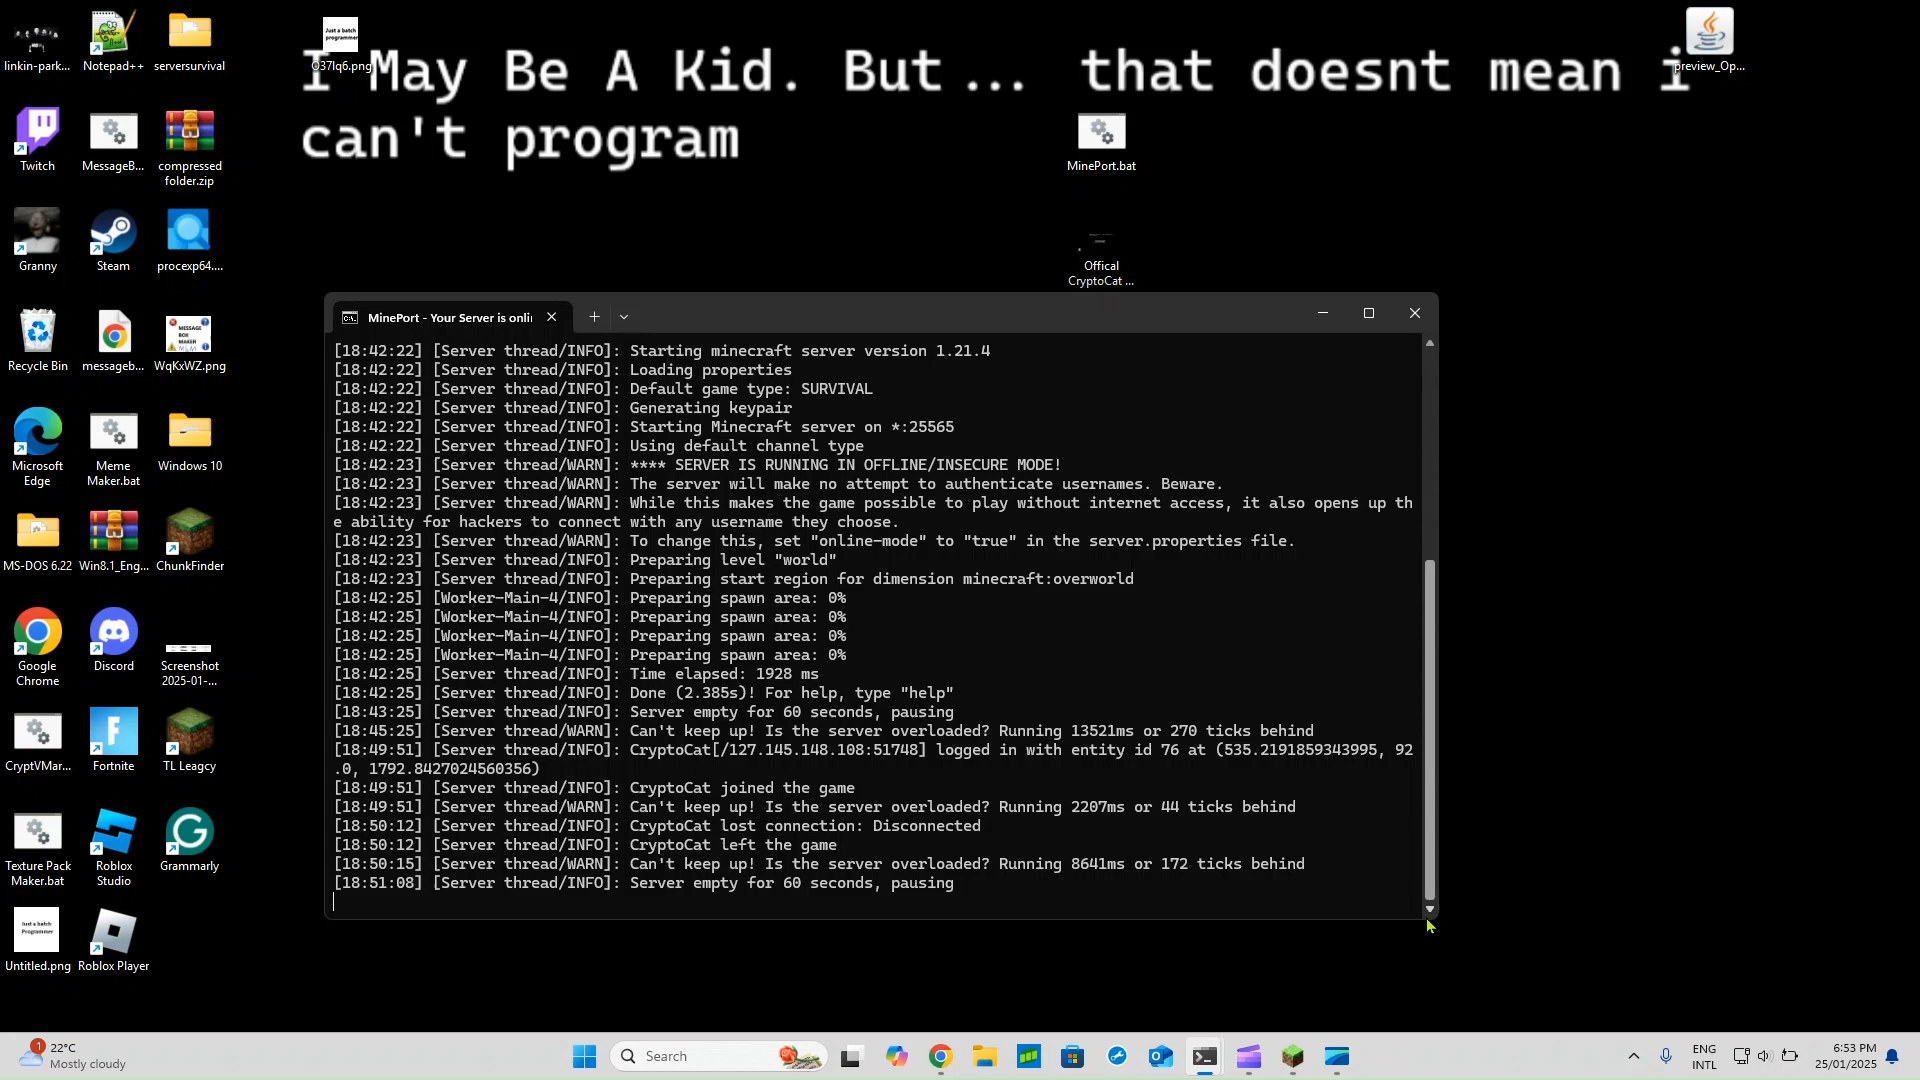 linkin-park...
Notepad++
serversurvival
Just a batch
programmer
O37lq6.png
I May Be A Kid. But... that doesnt mean i
can't program
preview_Op...
Twitch
MessageB...
compressed
folder.zip
MinePort.bat
Granny
Steam
procexp64....
Offical
CryptoCat ...
Recycle Bin
messageb...
MESSAGE
BOX
MAKER
WqKxWZ.png
Microsoft
Edge
Meme
Maker.bat
Windows 10
MS-DOS 6.22
Win8.1_Eng...
ChunkFinder
Google
Chrome
Discord
Screenshot
2025-01-...
CryptVMar...
Fortnite
TL Leagcy
Texture Pack
Maker.bat
Roblox
Studio
Grammarly
Just a batch
Programmer
Untitled.png
Roblox Player
MinePort - Your Server is onli
[18:42:22] [Server thread/INFO]: Starting minecraft server version 1.21.4
[18:42:22] [Server thread/INFO]: Loading properties
[18:42:22] [Server thread/INFO]: Default game type: SURVIVAL
[18:42:22] [Server thread/INFO]: Generating keypair
[18:42:22] [Server thread/INFO]: Starting Minecraft server on *:25565
[18:42:22] [Server thread/INFO]: Using default channel type
[18:42:23] [Server thread/WARN]: **** SERVER IS RUNNING IN OFFLINE/INSECURE MODE!
[18:42:23] [Server thread/WARN]: The server will make no attempt to authenticate usernames. Beware.
[18:42:23] [Server thread/WARN]: While this makes the game possible to play without internet access, it also opens up th
e ability for hackers to connect with any username they choose.
[18:42:23] [Server thread/WARN]: To change this, set "online-mode" to "true" in the server.properties file.
[18:42:23] [Server thread/INFO]: Preparing level "world"
[18:42:23] [Server thread/INFO]: Preparing start region for dimension minecraft:overworld
[18:42:25] [Worker-Main-4/INFO]: Preparing spawn area: 0%
[18:42:25] [Worker-Main-4/INFO]: Preparing spawn area: 0%
[18:42:25] [Worker-Main-4/INFO]: Preparing spawn area: 0%
[18:42:25] [Worker-Main-4/INFO]: Preparing spawn area: 0%
[18:42:25] [Server thread/INFO]: Time elapsed: 1928 ms
[18:42:25] [Server thread/INFO]: Done (2.385s)! For help, type "help"
[18:43:25] [Server thread/INFO]: Server empty for 60 seconds, pausing
[18:45:25] [Server thread/WARN]: Can't keep up! Is the server overloaded? Running 13521ms or 270 ticks behind
[18:49:51] [Server thread/INFO]: CryptoCat[/127.145.148.108:51748] logged in with entity id 76 at (535.2191859343995, 92
.0, 1792.8427024560356)
[18:49:51] [Server thread/INFO]: CryptoCat joined the game
[18:49:51] [Server thread/WARN]: Can't keep up! Is the server overloaded? Running 2207ms or 44 ticks behind
[18:50:12] [Server thread/INFO]: CryptoCat lost connection: Disconnected
[18:50:12] [Server thread/INFO]: CryptoCat left the game
[18:50:15] [Server thread/WARN]: Can't keep up! Is the server overloaded? Running 8641ms or 172 ticks behind
[18:51:08] [Server thread/INFO]: Server empty for 60 seconds, pausing
1
22°C
Mostly cloudy
Search
ENG
INTL
6:53 PM
25/01/2025